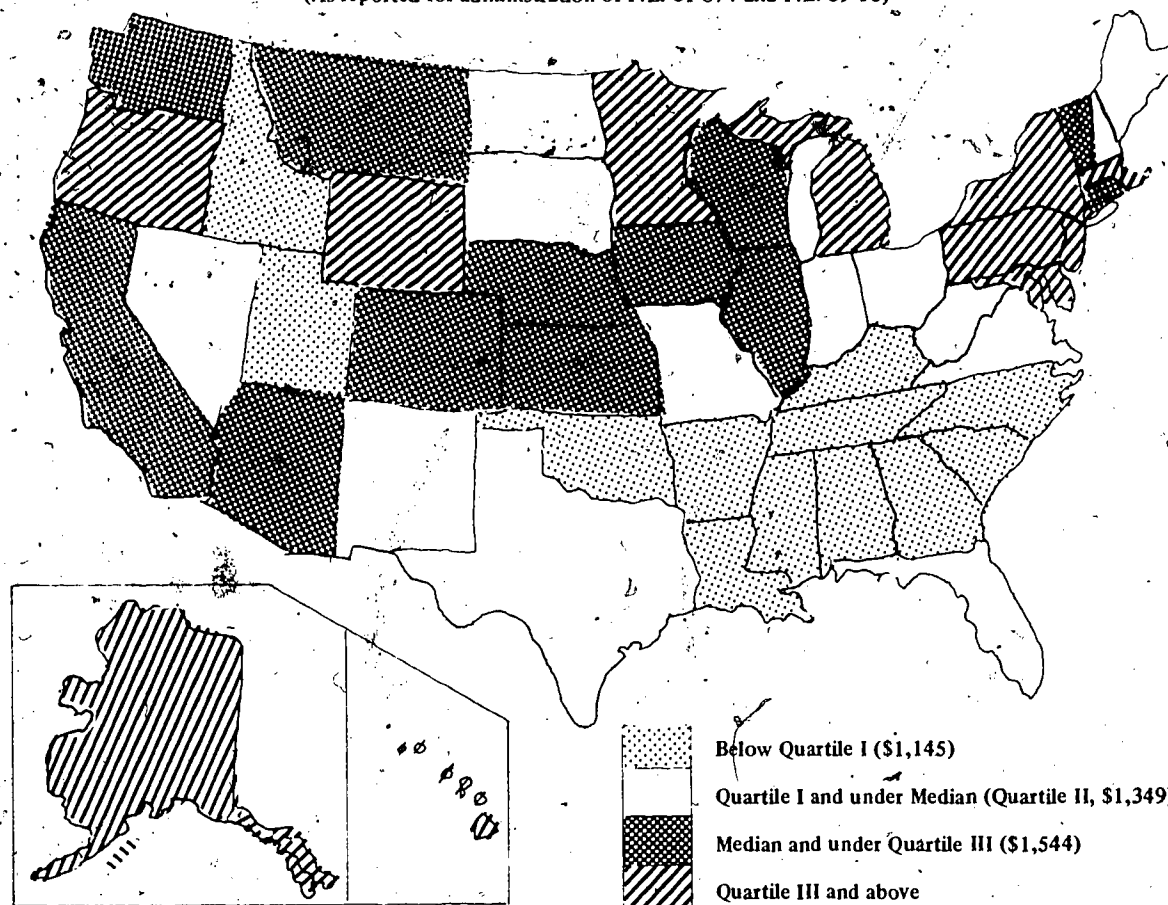 Below Quartile I ($1,145)
Quartile I and under Median (Quartile II, $1,349)
Median and under Quartile III ($1,544)
Quartile III and above